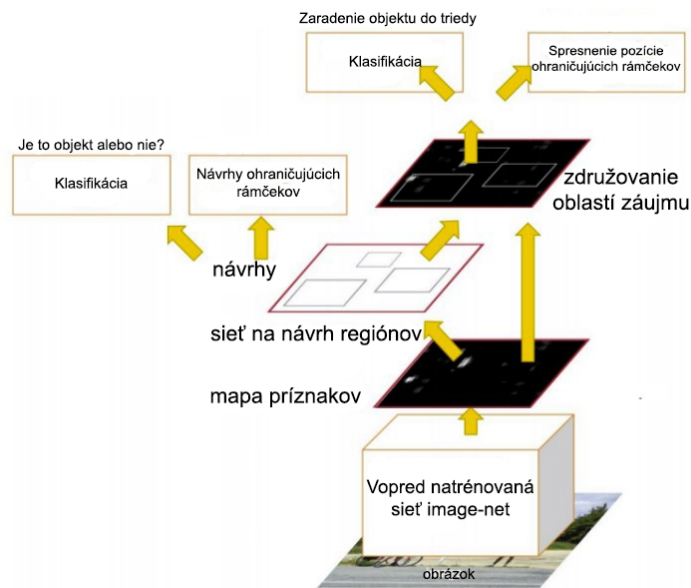 Zaradenie objektu do triedy
Klasifikácia
Spresnenie pozície
ohraničujúcich rámčekov
Je to objekt alebo nie?
Klasifikácia
Návrhy ohraničujúcich
rámčekov
združovanie
oblastí záujmu
návrhy
sieť na návrh regiónov
mapa príznakov
Vopred natrénovaná
sieť image-net
obrázok